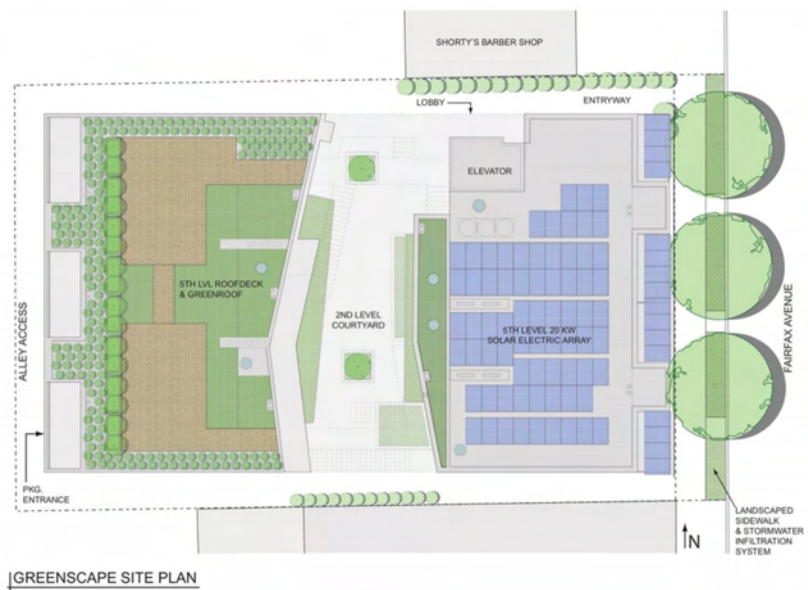 SHORTY'S BARBER SHOP
LOBBY
ENTRYWAY
ELEVATOR
5TH LVL ROOFDECK
& GREENROOF
2ND LEVEL
COURTYARD
5TH LEVEL 20 KW
SOLAR ELECTRIC ARRAY
ALLEY ACCESS
FAIRFAX AVENUE
PKG.
ENTRANCE
N
LANDSCAPED
SIDEWALK
& STORMWATER
INFILTRATION
SYSTEM
GREENSCAPE SITE PLAN